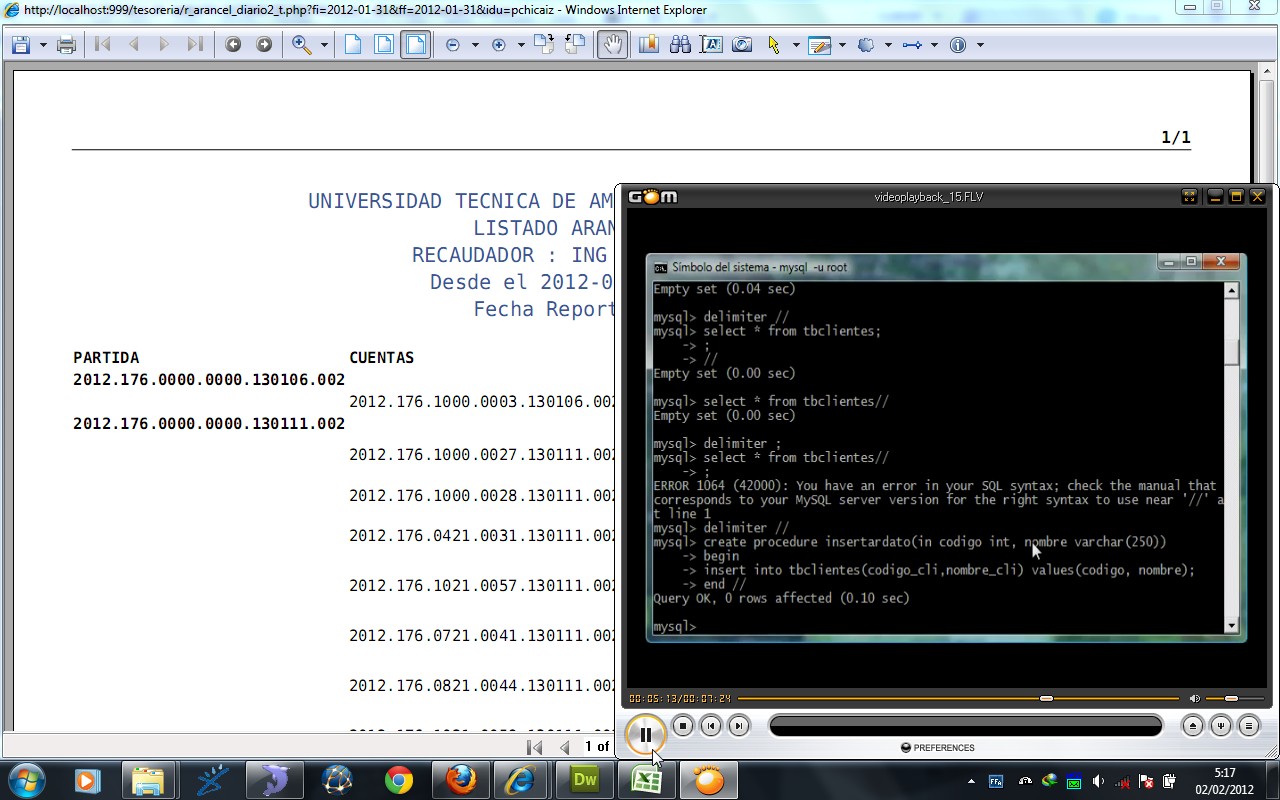 http://localhost:999/tesoreria/r_arancel_diario2_t.php?fi=2012-01-31&ff=2012-01-31&idu=pchicaiz - Windows Internet Explorer
1/1
UNIVERSIDAD TECNICA DE AM
LISTADO ARAN
RECAUDADOR : ING
Desde el 2012-0
Fecha Report
PARTIDA CUENTAS
2012.176.0000.0000.130106.002
2012.176.1000.0003.130106.002
2012.176.0000.0000.130111.002
2012.176.1000.0027.130111.002
2012.176.1000.0028.130111.002
2012.176.0421.0031.130111.002
2012.176.1021.0057.130111.002
2012.176.0721.0041.130111.002
2012.176.0821.0044.130111.002
1 of
GOM
videoplayback_15.FLV
Símbolo del sistema - mysql -u root
Empty set (0.04 sec)
mysql> delimiter //
mysql> select * from tbclientes;
-> ;
-> //
Empty set (0.00 sec)
mysql> select * from tbclientes//
Empty set (0.00 sec)
mysql> delimiter ;
mysql> select * from tbclientes//
-> ;
ERROR 1064 (42000): You have an error in your SQL syntax; check the manual that
corresponds to your MySQL server version for the right syntax to use near '//' a
t line 1
mysql> delimiter //
mysql> create procedure insertardato(in codigo int, nombre varchar(250))
-> begin
-> insert into tbclientes(codigo_cli,nombre_cli) values(codigo, nombre);
-> end //
Query OK, 0 rows affected (0.10 sec)
mysql>
00:05:13/00:07:24
PREFERENCES
Dw
5:17
02/02/2012